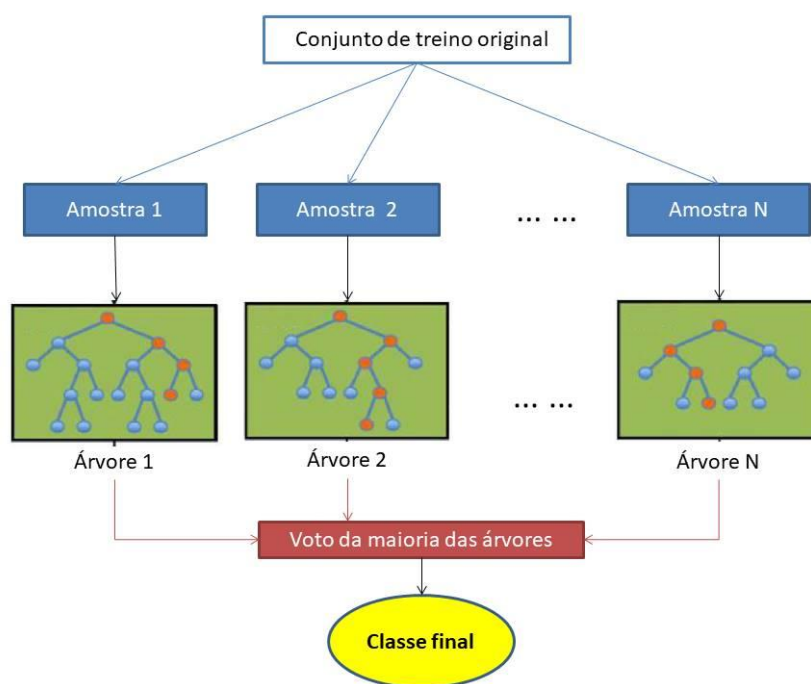 Conjunto de treino original
Amostra 1
Amostra 2
... ...
Amostra N
... ...
Árvore 1
Árvore 2
Árvore N
Voto da maioria das árvores
Classe final